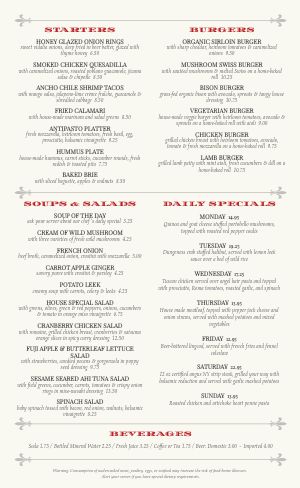 STARTERS
HONEY GLAZED ONION RINGS
sweet vidalia onions, deep fried in beer batter, glazed with
thyme honey 6.50
SMOKED CHICKEN QUESADILLA
with caramelized onions, roasted poblano guacamole,
salsa & chipotle 8.50
ANCHO CHILE SHRIMP TACOS
with mango salsa, jalapeno-lime creme fraiche, guacamole &
shredded cabbage 8.50
FRIED CALAMARI
with house-made marinara and salsa greens 8.50
ANTIPASTO PLATTER
fresh mozzarella, heirloom tomatoes, fresh basil, egg,
prosciutto, balsamic vinaigrette 8.25
HUMMUS PLATE
house-made hummus, carrot sticks, cucumber rounds, fresh
radish & toasted pita 7.75
BAKED BRIE
with sliced baguette, apples & walnuts 8.50
SOUPS & SALADS
SOUP OF THE DAY
ask your server about our chef's daily special 5.25
CREAM OF WILD MUSHROOM
with three varieties of fresh wild mushrooms 4.25
FRENCH ONION
beef broth, caramelized onion, crouton with mozzarella 5.00
CARROT APPLE GINGER
savory puree with crouton & parsley 4.25
POTATO LEEK
creamy soup with carrots, celery & leeks 4.25
HOUSE SPECIAL SALAD
with greens, olives, green & red peppers, onions, cucumbers
& tomato in orange miso vinaigrette 9.75
CRANBERRY CHICKEN SALAD
with romaine, grilled chicken breast, cranberries & satsuma
orange slices in spicy curry dressing 12.50
FUJI APPLE & BUTTERLEAF LETTUCE
SALAD
with strawberries, smoked pecans & gorgonzola in poppy
seed dressing 9.75
SESAME SEARED AHI TUNA SALAD
with field greens, cucumber, carrots, tomatoes & crispy onion
rings in miso-wasabi dressing 13.50
SPINACH SALAD
baby spinach tossed with bacon, red onion, walnuts, balsamic
vinaigrette 8.75
BURGERS
ORGANIC SIRLOIN BURGER
with sharp cheddar, heirloom tomatoes & caramelized
onions 9.50
MUSHROOM SWISS BURGER
with sauteed mushrooms & melted Swiss on a home-baked
roll 10.25
BISON BURGER
grass-fed organic bison with avocado, sprouts & tangy house
dressing 10.75
VEGETARIAN BURGER
house-made veggie burger with heirloom tomatoes, avocado &
sprouts on a home-baked roll with aioli 9.00
CHICKEN BURGER
grilled chicken breast with heirloom tomatoes, avocado,
tomato & fresh mozzarella on a home-baked roll 8.75
LAMB BURGER
grilled lamb patty with mint aioli, fresh cucumbers & dill on a
home-baked roll 10.75
DAILY SPECIALS
MONDAY 14.95
Quinoa and goat cheese stuffed portobello mushrooms,
topped with roasted red pepper sauce
TUESDAY 19.25
Dungeness crab stuffed halibut, served with lemon leek
sauce over a bed of wild rice
WEDNESDAY 17.25
Tuscan chicken served over angel hair pasta and topped
with prosciutto, Roma tomatoes, roasted garlic, and spinach
THURSDAY 13.95
House made meatloaf, topped with pepper jack cheese and
onion straws, served with mashed potatoes and mixed
vegetables
FRIDAY 12.95
Beer-battered lingcod, served with french fries and fennel
coleslaw
SATURDAY 22.95
12 oz certified angus NY strip steak, grilled your way with
balsamic reduction and served with garlic mashed potatoes
SUNDAY 13.95
Roasted chicken and artichoke heart penne pasta
BEVERAGES
Soda 1.75 / Bottled Mineral Water 2.25 / Fresh Juice 3.25 / Coffee or Tea 1.75 / Beer: Domestic 3.00 - Imported 4.00
Warning: Consumption of undercooked meat, poultry, eggs, or seafood may increase the risk of food-borne illnesses.
Alert your server if you have special dietary requirements.